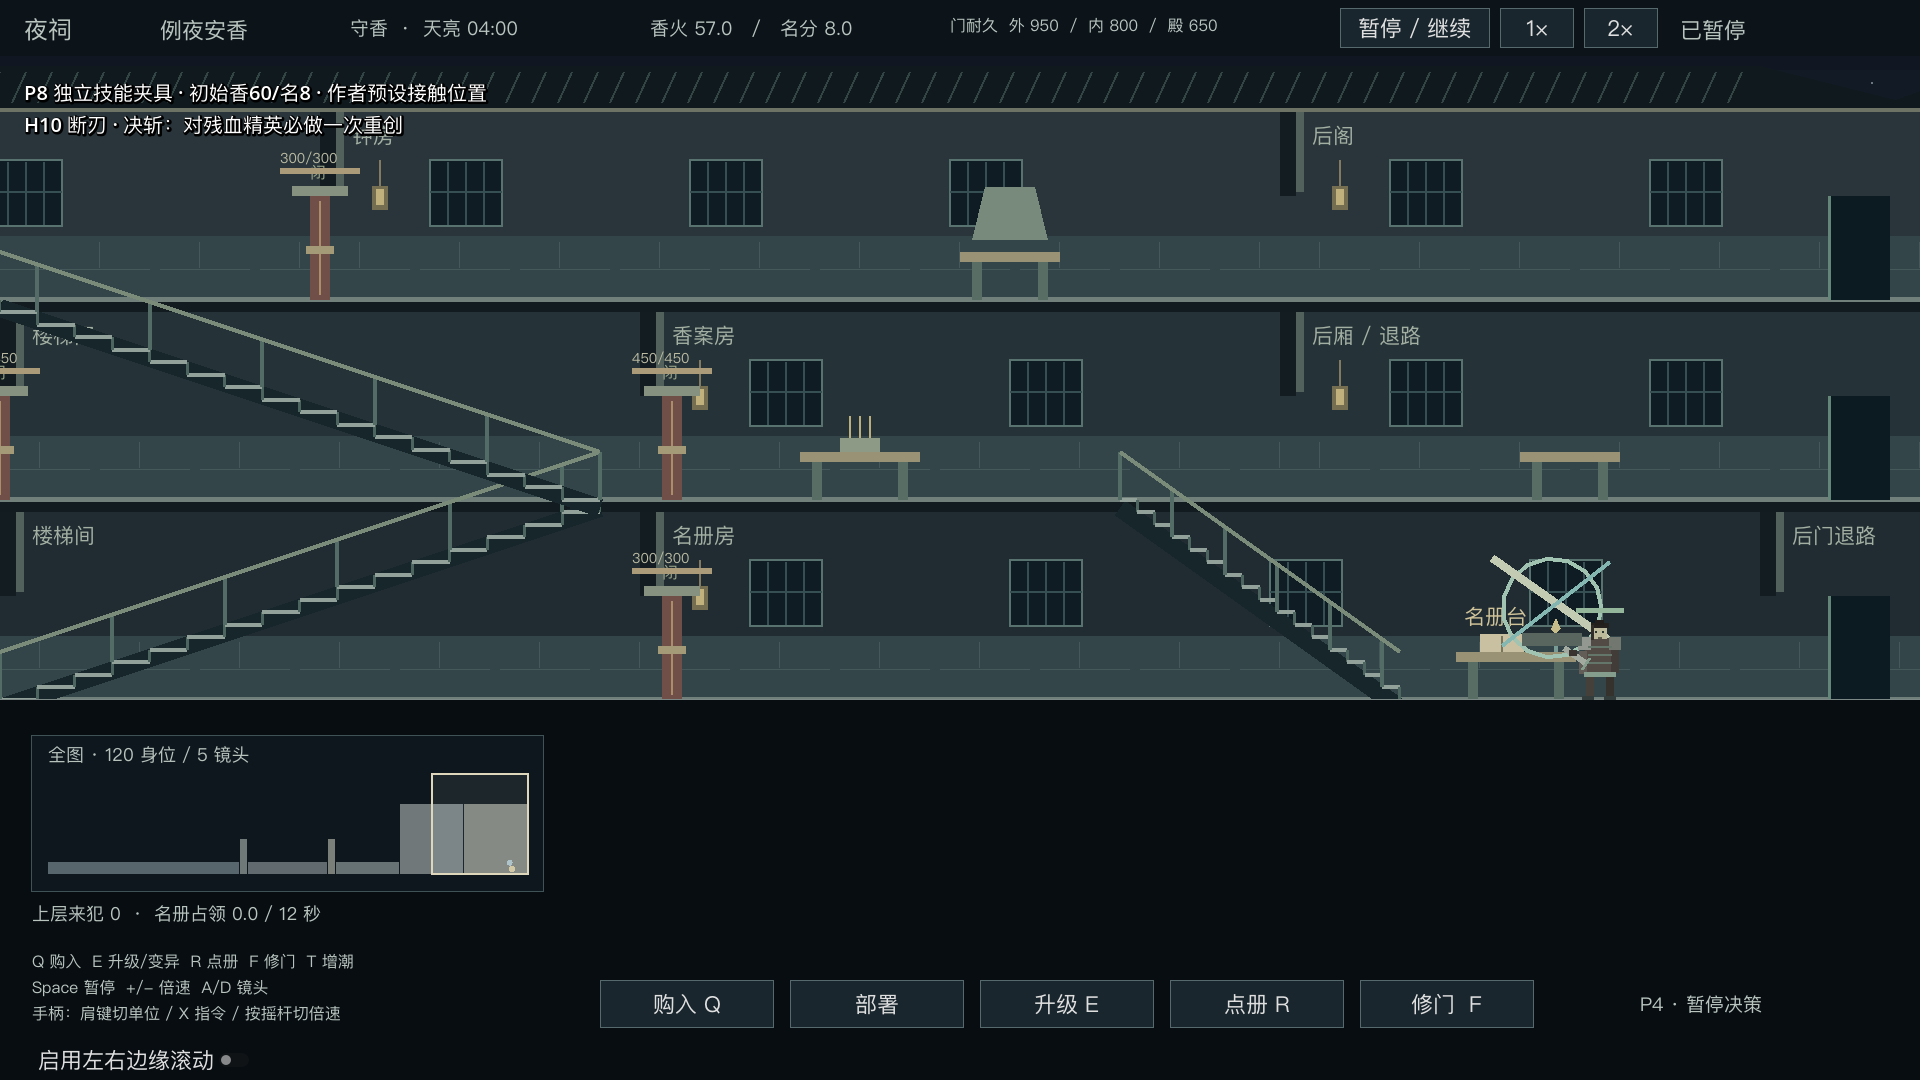 夜祠
例夜安香
守香 · 天亮 04:00
香火 57.0 / 名分 8.0
门耐久 外 950 / 内 800 / 殿 650
暂停 / 继续
1×
2×
已暂停
P8 独立技能夹具 · 初始香60/名8 · 作者预设接触位置
H10 断刃 · 决斩：对残血精英必做一次重创
钟房
后阁
300/300
闭
香案房
后厢 / 退路
50
450/450
闭
楼梯间
名册房
后门退路
300/300
闭
名册台
全图 · 120 身位 / 5 镜头
上层来犯 0 · 名册占领 0.0 / 12 秒
Q 购入 E 升级/变异 R 点册 F 修门 T 增潮
Space 暂停 +/− 倍速 A/D 镜头
手柄：肩键切单位 / X 指令 / 按摇杆切倍速
购入 Q
部署
升级 E
点册 R
修门 F
P4 · 暂停决策
启用左右边缘滚动